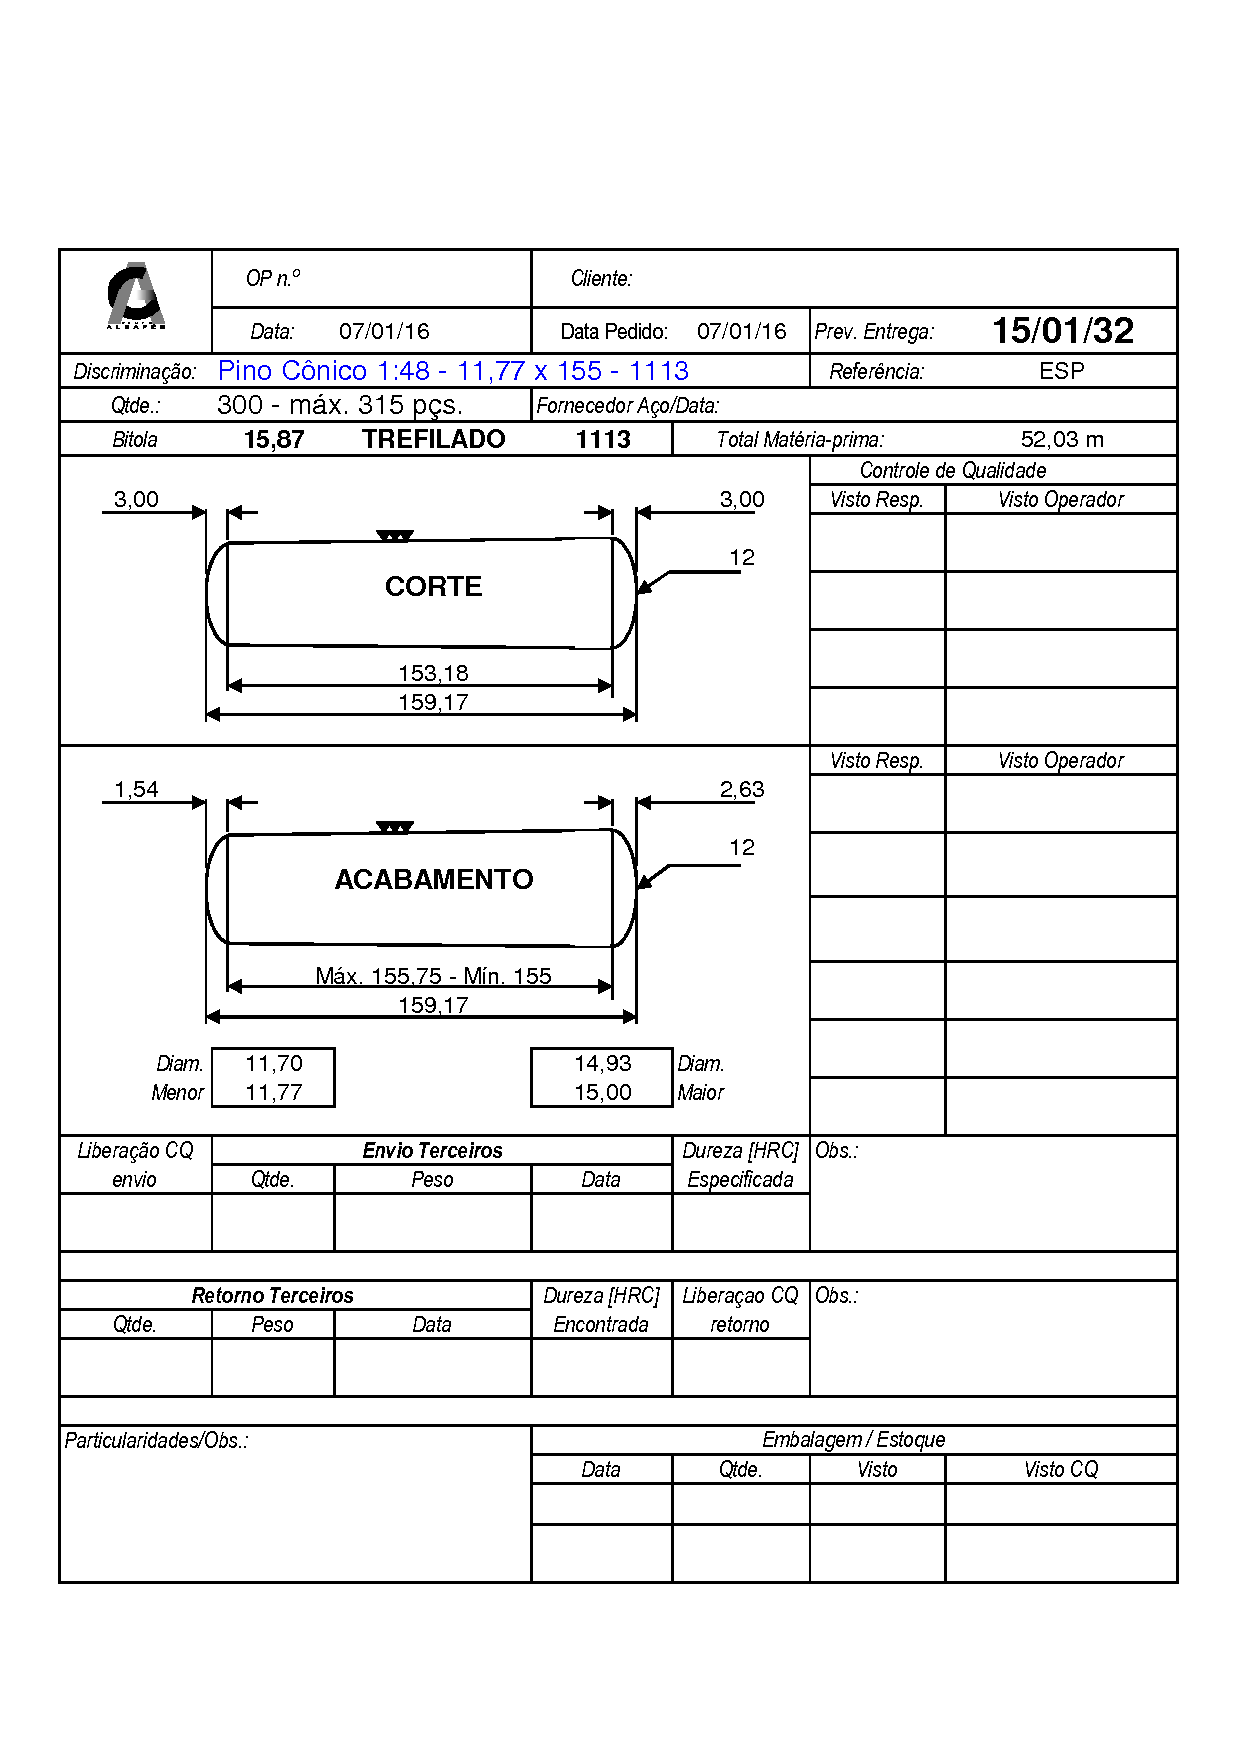 ALBAPES
OP n.º Cliente:
Data: 07/01/16 Data Pedido: 07/01/16 Prev. Entrega: 15/01/32
Discriminação: Pino Cônico 1:48 - 11,77 x 155 - 1113 Referência: ESP
Qtde.: 300 - máx. 315 pçs. Fornecedor Aço/Data:
Bitola 15,87 TREFILADO 1113 Total Matéria-prima: 52,03 m
Controle de Qualidade
3,00 3,00 Visto Resp. Visto Operador
12
CORTE
153,18
159,17
Visto Resp. Visto Operador
1,54 2,63
12
ACABAMENTO
Máx. 155,75 - Mín. 155
159,17
Diam. 11,70 14,93 Diam.
Menor 11,77 15,00 Maior
Liberação CQ Envio Terceiros Dureza [HRC] Obs.:
envio Qtde. Peso Data Especificada
Retorno Terceiros Dureza [HRC] Liberaçao CQ Obs.:
Qtde. Peso Data Encontrada retorno
Particularidades/Obs.: Embalagem / Estoque
Data Qtde. Visto Visto CQ